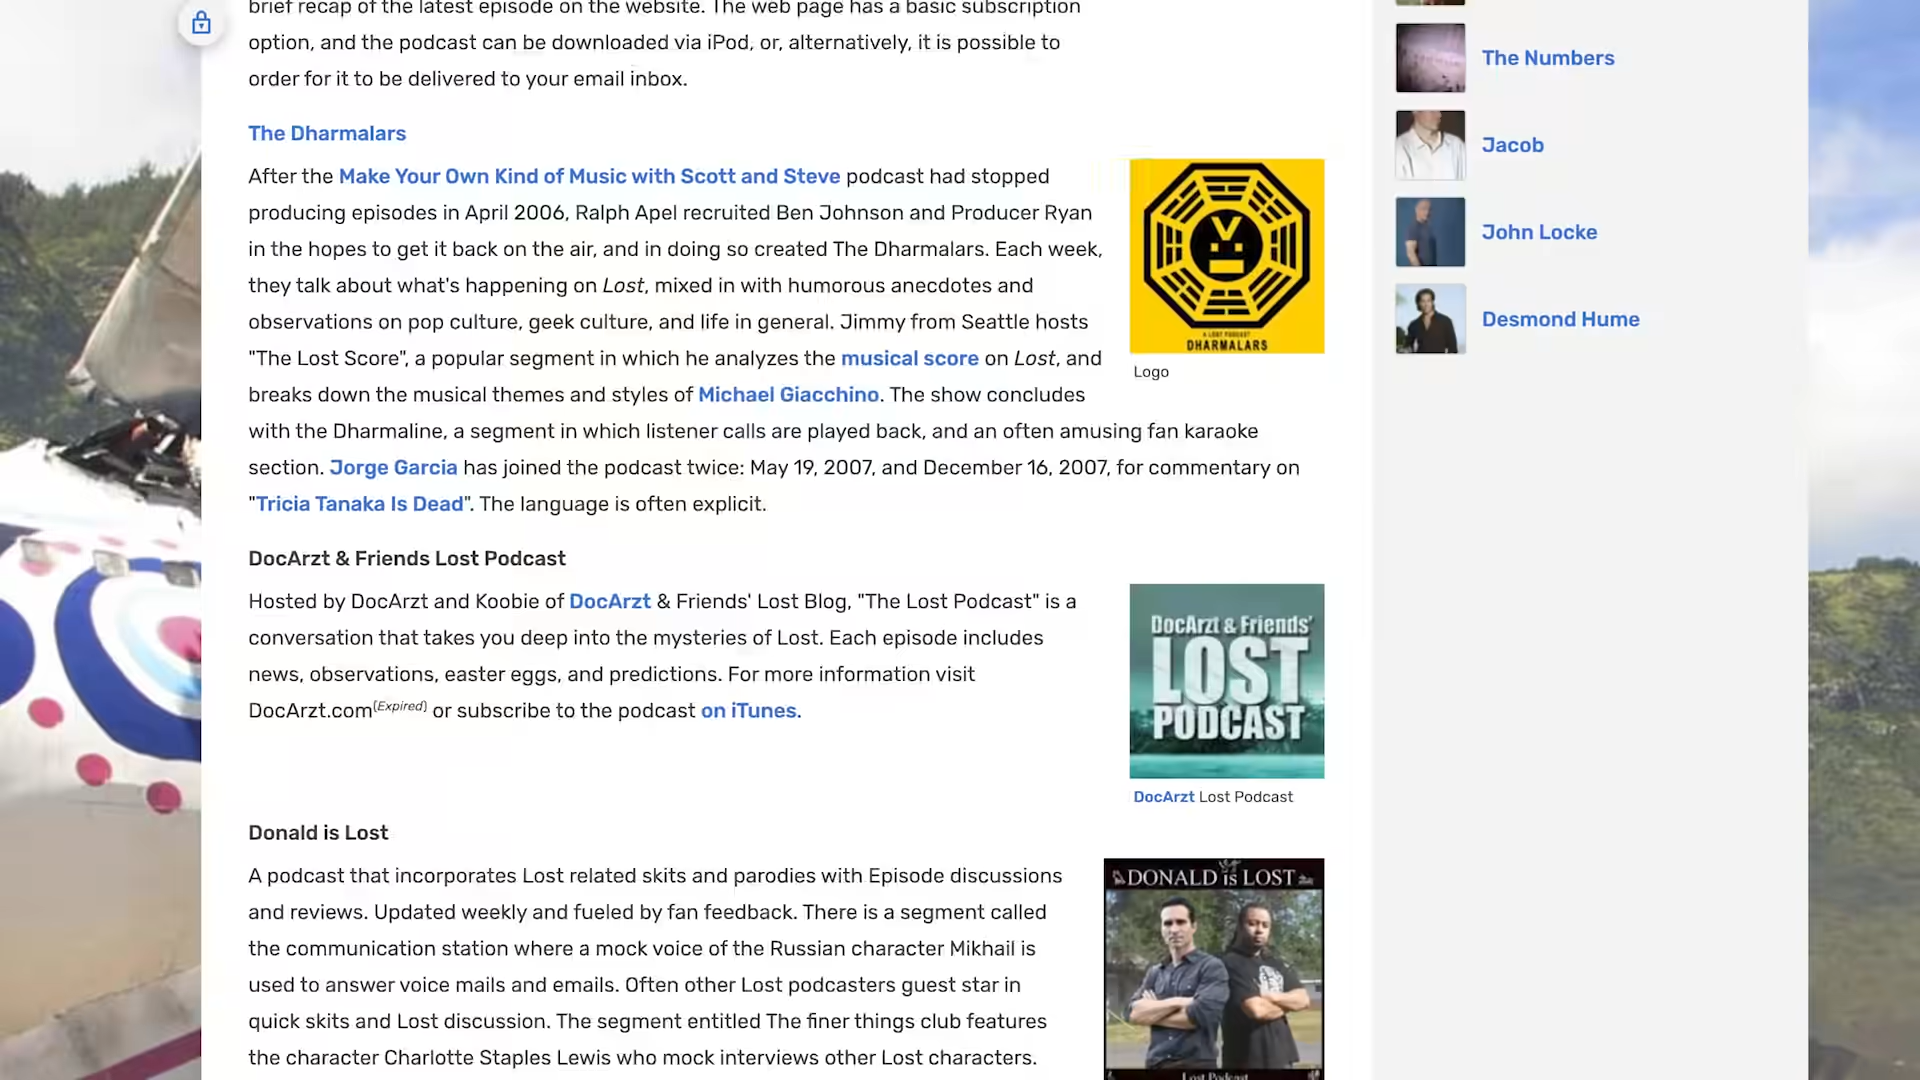 brief recap of the latest episode on the website. The web page has a basic subscription
option, and the podcast can be downloaded via iPod, or, alternatively, it is possible to
order for it to be delivered to your email inbox.
The Dharmalars
After the Make Your Own Kind of Music with Scott and Steve podcast had stopped
producing episodes in April 2006, Ralph Apel recruited Ben Johnson and Producer Ryan
in the hopes to get it back on the air, and in doing so created The Dharmalars. Each week,
they talk about what's happening on Lost, mixed in with humorous anecdotes and
observations on pop culture, geek culture, and life in general. Jimmy from Seattle hosts
"The Lost Score", a popular segment in which he analyzes the musical score on Lost, and
breaks down the musical themes and styles of Michael Giacchino. The show concludes
with the Dharmaline, a segment in which listener calls are played back, and an often amusing fan karaoke
section. Jorge Garcia has joined the podcast twice: May 19, 2007, and December 16, 2007, for commentary on
"Tricia Tanaka Is Dead". The language is often explicit.
A LOST PODCAST
DHARMALARS
Logo
DocArzt & Friends Lost Podcast
Hosted by DocArzt and Koobie of DocArzt & Friends' Lost Blog, "The Lost Podcast" is a
conversation that takes you deep into the mysteries of Lost. Each episode includes
news, observations, easter eggs, and predictions. For more information visit
DocArzt.com[Expired] or subscribe to the podcast on iTunes.
DocArzt & Friends'
LOST
PODCAST
DocArzt Lost Podcast
Donald is Lost
A podcast that incorporates Lost related skits and parodies with Episode discussions
and reviews. Updated weekly and fueled by fan feedback. There is a segment called
the communication station where a mock voice of the Russian character Mikhail is
used to answer voice mails and emails. Often other Lost podcasters guest star in
quick skits and Lost discussion. The segment entitled The finer things club features
the character Charlotte Staples Lewis who mock interviews other Lost characters.
DONALD is LOST
Lost Podcast
The Numbers
Jacob
John Locke
Desmond Hume